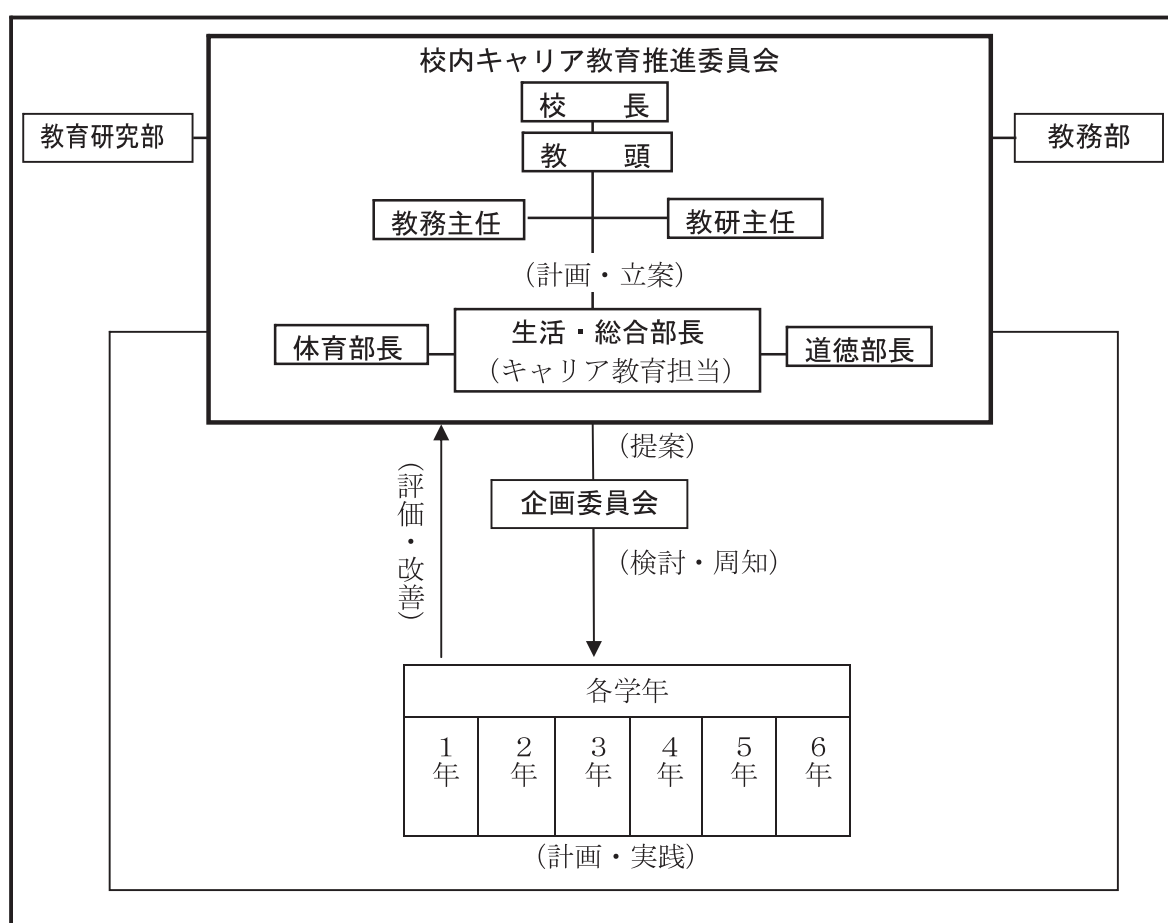 校内キャリア教育推進委員会
校　　長
教育研究部
教務部
教　　頭
教務主任
教研主任
（計画・立案）
体育部長
生活・総合部長
（キャリア教育担当）
道徳部長
（提案）
（評価・改善）
企画委員会
（検討・周知）
各学年
１年
２年
３年
４年
５年
６年
（計画・実践）